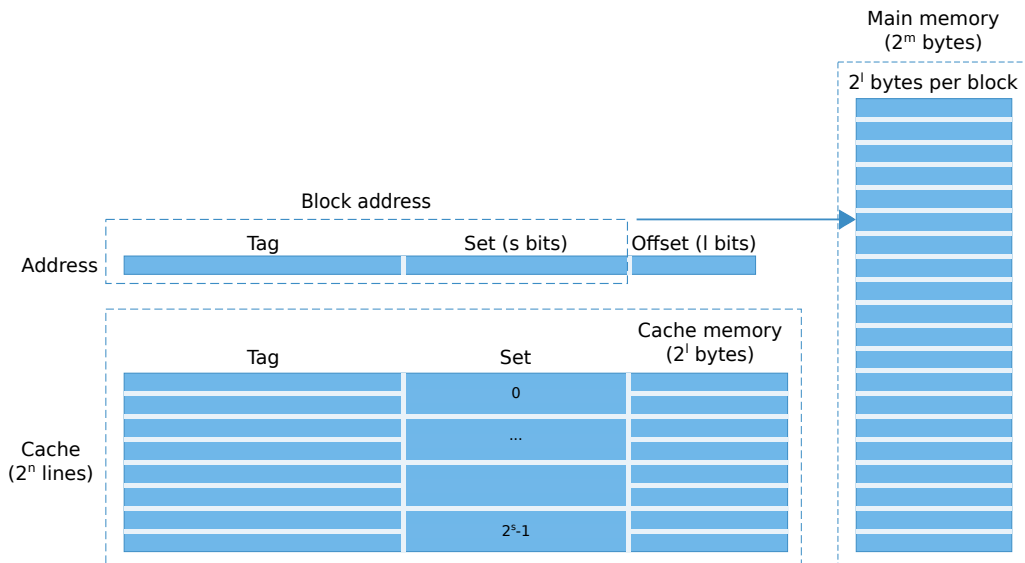 Main memory
(2ᵐ bytes)
2ˡ bytes per block
Block address
Tag
Set (s bits)
Offset (l bits)
Address
Cache memory
(2ˡ bytes)
Tag
Set
0
...
Cache
(2ⁿ lines)
2ˢ-1